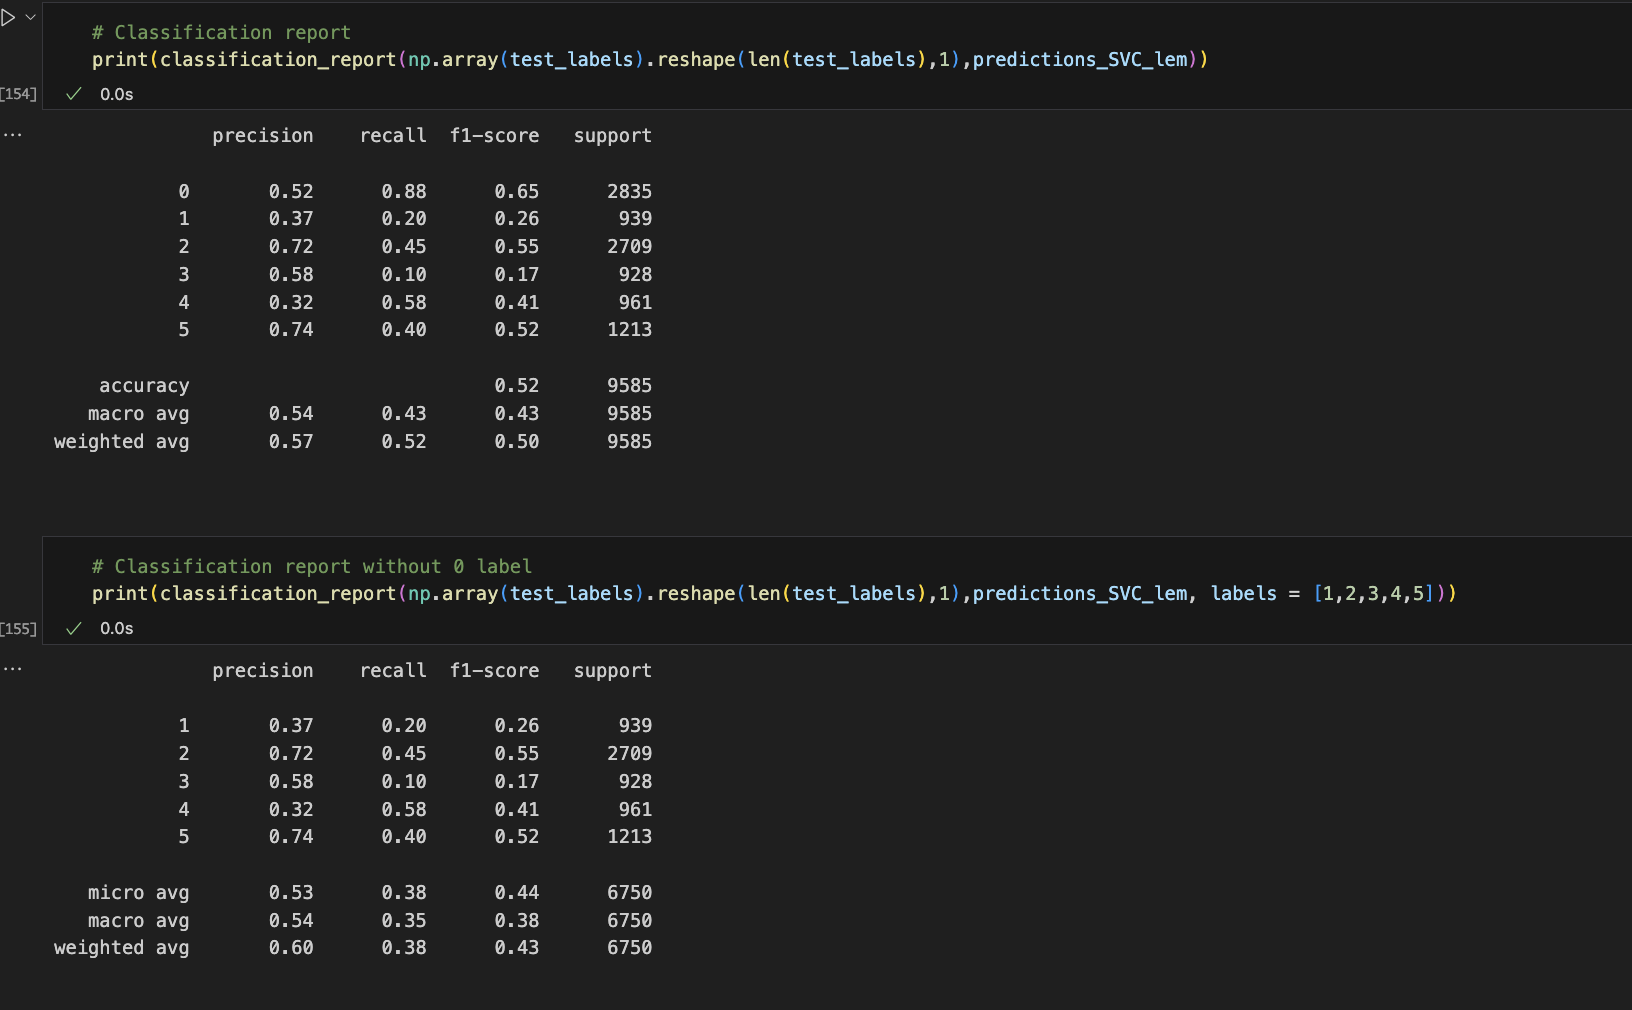 # Classification report
print(classification_report(np.array(test_labels).reshape(len(test_labels),1),predictions_SVC_lem))
[154] ✓ 0.0s
...
precision recall f1-score support
0 0.52 0.88 0.65 2835
1 0.37 0.20 0.26 939
2 0.72 0.45 0.55 2709
3 0.58 0.10 0.17 928
4 0.32 0.58 0.41 961
5 0.74 0.40 0.52 1213
accuracy 0.52 9585
macro avg 0.54 0.43 0.43 9585
weighted avg 0.57 0.52 0.50 9585
# Classification report without 0 label
print(classification_report(np.array(test_labels).reshape(len(test_labels),1),predictions_SVC_lem, labels = [1,2,3,4,5]))
[155] ✓ 0.0s
...
precision recall f1-score support
1 0.37 0.20 0.26 939
2 0.72 0.45 0.55 2709
3 0.58 0.10 0.17 928
4 0.32 0.58 0.41 961
5 0.74 0.40 0.52 1213
micro avg 0.53 0.38 0.44 6750
macro avg 0.54 0.35 0.38 6750
weighted avg 0.60 0.38 0.43 6750